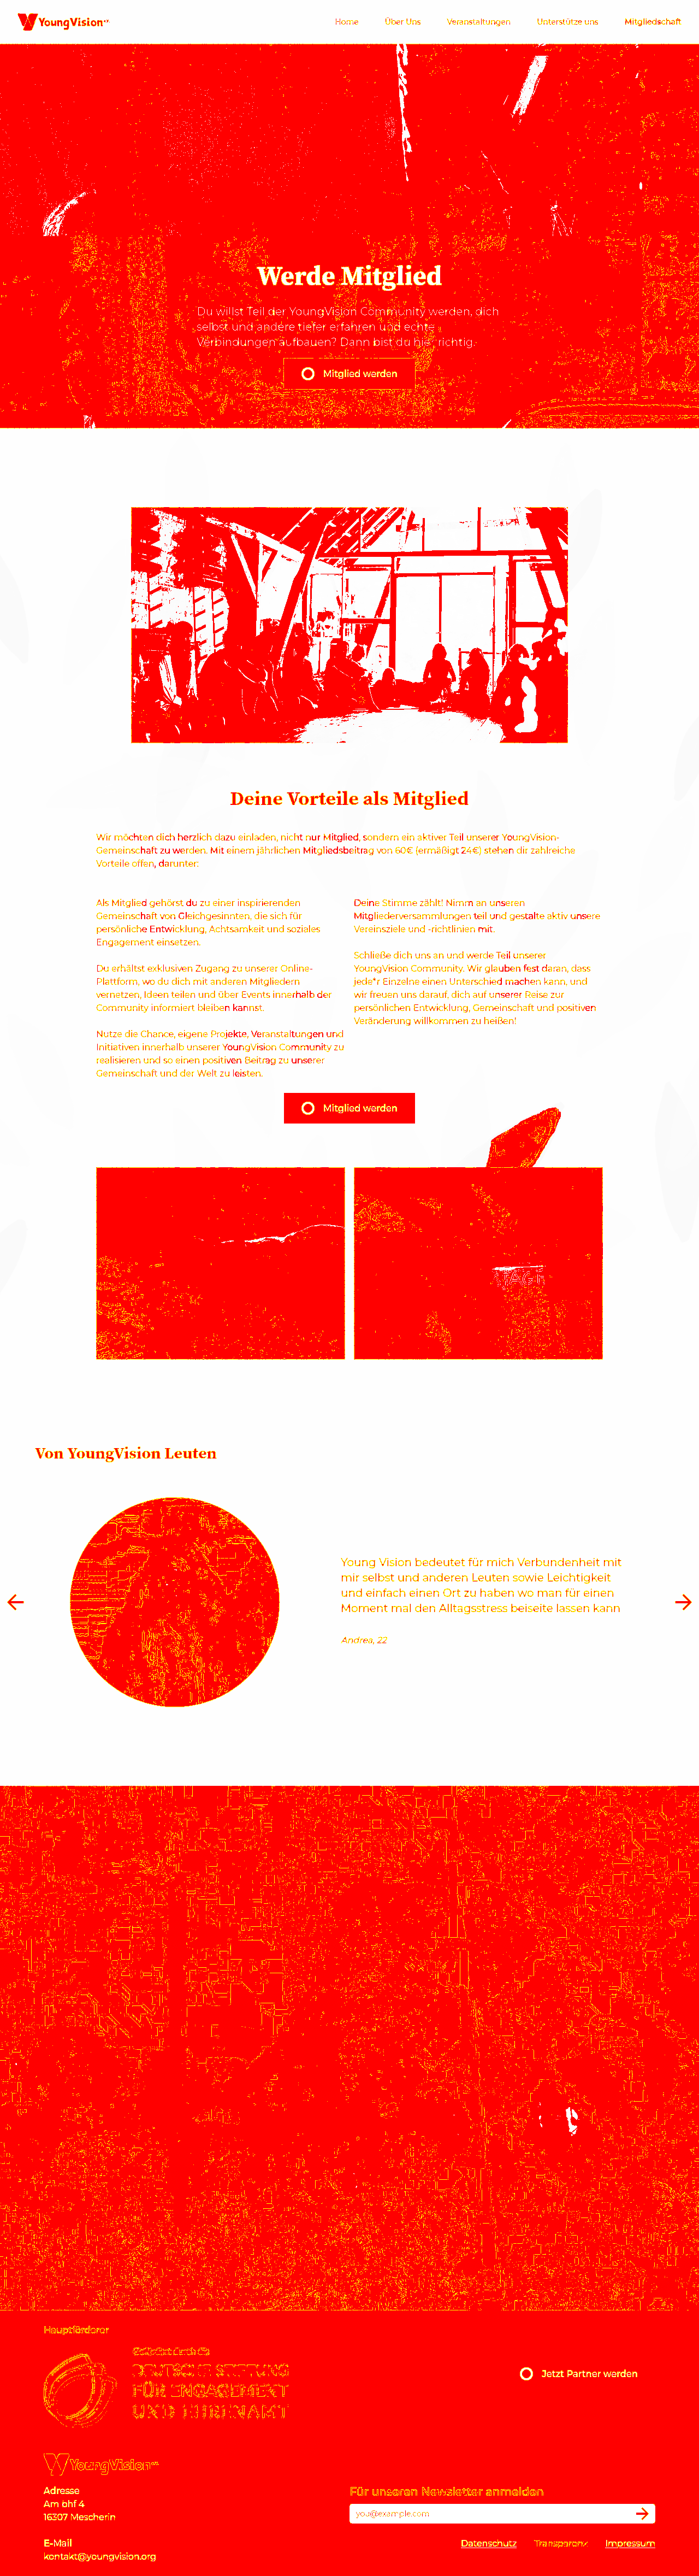 YoungVision e.V.
Home Über Uns Veranstaltungen Unterstütze uns Mitgliedschaft
Werde Mitglied
Du willst Teil der YoungVision Community werden, dich
selbst und andere tiefer erfahren und echte
Verbindungen aufbauen? Dann bist du hier richtig.
Mitglied werden
Deine Vorteile als Mitglied
Wir möchten dich herzlich dazu einladen, nicht nur Mitglied, sondern ein aktiver Teil unserer YoungVision-
Gemeinschaft zu werden. Mit einem jährlichen Mitgliedsbeitrag von 60€ (ermäßigt 24€) stehen dir zahlreiche
Vorteile offen, darunter:
Als Mitglied gehörst du zu einer inspirierenden
Gemeinschaft von Gleichgesinnten, die sich für
persönliche Entwicklung, Achtsamkeit und soziales
Engagement einsetzen.
Du erhältst exklusiven Zugang zu unserer Online-
Plattform, wo du dich mit anderen Mitgliedern
vernetzen, Ideen teilen und über Events innerhalb der
Community informiert bleiben kannst.
Nutze die Chance, eigene Projekte, Veranstaltungen und
Initiativen innerhalb unserer YoungVision Community zu
realisieren und so einen positiven Beitrag zu unserer
Gemeinschaft und der Welt zu leisten.
Deine Stimme zählt! Nimm an unseren
Mitgliederversammlungen teil und gestalte aktiv unsere
Vereinsziele und -richtlinien mit.
Schließe dich uns an und werde Teil unserer
YoungVision Community. Wir glauben fest daran, dass
jede*r Einzelne einen Unterschied machen kann, und
wir freuen uns darauf, dich auf unserer Reise zur
persönlichen Entwicklung, Gemeinschaft und positiven
Veränderung willkommen zu heißen!
Mitglied werden
Von YoungVision Leuten
Young Vision bedeutet für mich Verbundenheit mit
mir selbst und anderen Leuten sowie Leichtigkeit
und einfach einen Ort zu haben wo man für einen
Moment mal den Alltagsstress beiseite lassen kann
Andrea, 22
Hauptförderer
Gefördert durch die
DEUTSCHE STIFTUNG
FÜR ENGAGEMENT
UND EHRENAMT
Jetzt Partner werden
YoungVision e.V.
Adresse
Am bhf 4
16307 Mescherin
E-Mail
kontakt@youngvision.org
Für unseren Newsletter anmelden
you@example.com
Datenschutz Transparenz Impressum